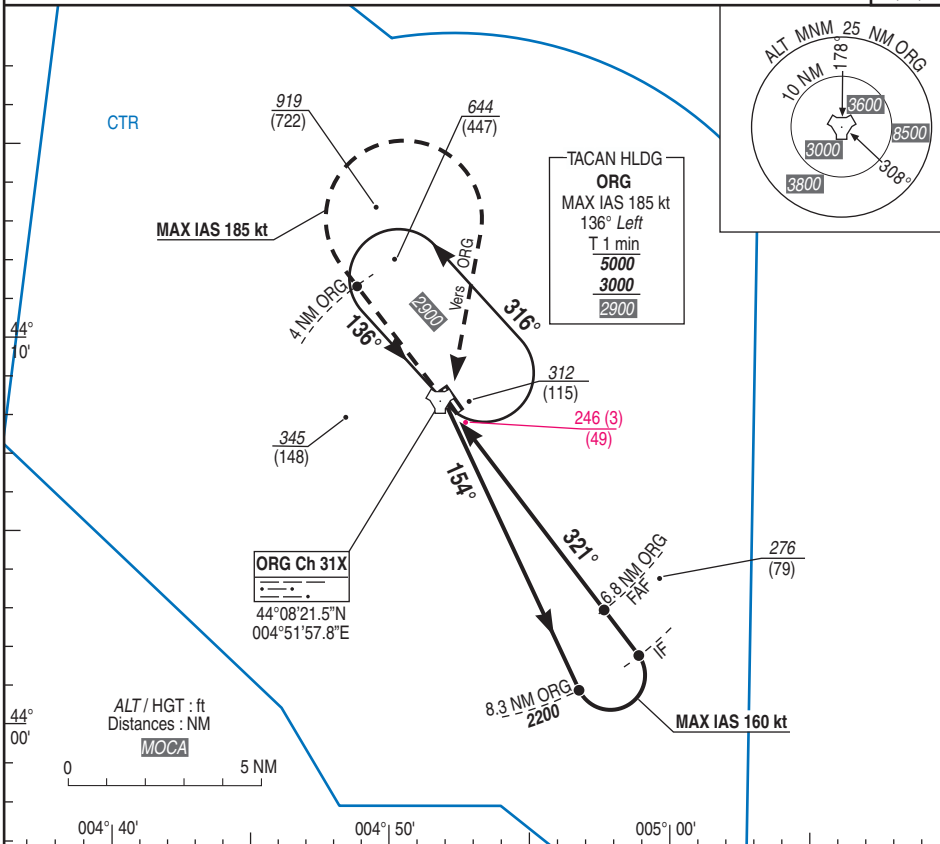 ALT MNM 25 NM ORG
10 NM
178°
3600
8500
3000
3800
308°
CTR
919
(722)
644
(447)
MAX IAS 185 kt
TACAN HLDG
ORG
MAX IAS 185 kt
136° Left
T 1 min
5000
3000
2900
Vers ORG
4 NM ORG
2900
136°
316°
44°
10'
312
(115)
246 (3)
(49)
345
(148)
154°
321°
6.8 NM ORG
FAF
276
(79)
ORG Ch 31X
44°08'21.5"N
004°51'57.8"E
IF
8.3 NM ORG
2200
MAX IAS 160 kt
44°
00'
ALT / HGT : ft
Distances : NM
MOCA
0 5 NM
004° 40' 004° 50' 005° 00'